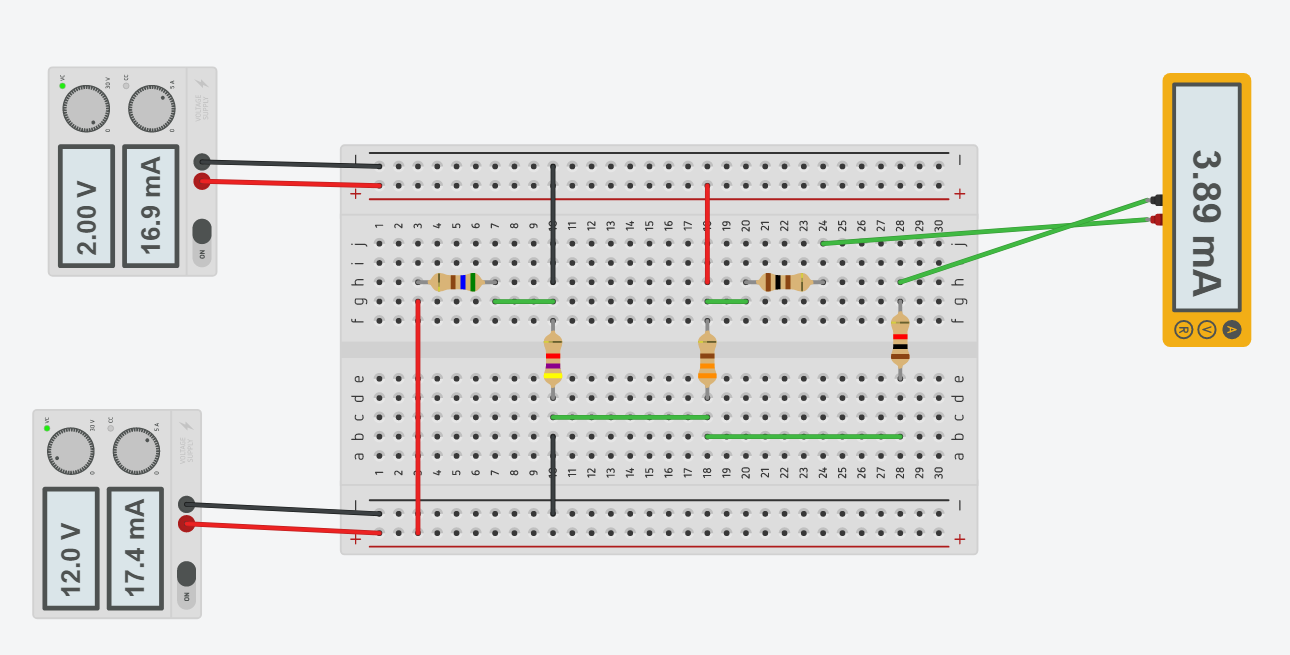 VC
30 V
0
CC
5 A
0
VOLTAGE
SUPPLY
2.00 V
16.9 mA
ON
VC
30 V
0
CC
5 A
0
VOLTAGE
SUPPLY
12.0 V
17.4 mA
ON
− −
+ +
1 2 3 4 5 6 7 8 9 10 11 12 13 14 15 16 17 18 19 20 21 22 23 24 25 26 27 28 29 30
j j
i i
h h
g g
f f
e e
d d
c c
b b
a a
1 2 3 4 5 6 7 8 9 10 11 12 13 14 15 16 17 18 19 20 21 22 23 24 25 26 27 28 29 30
− −
+ +
3.89 mA
A V R